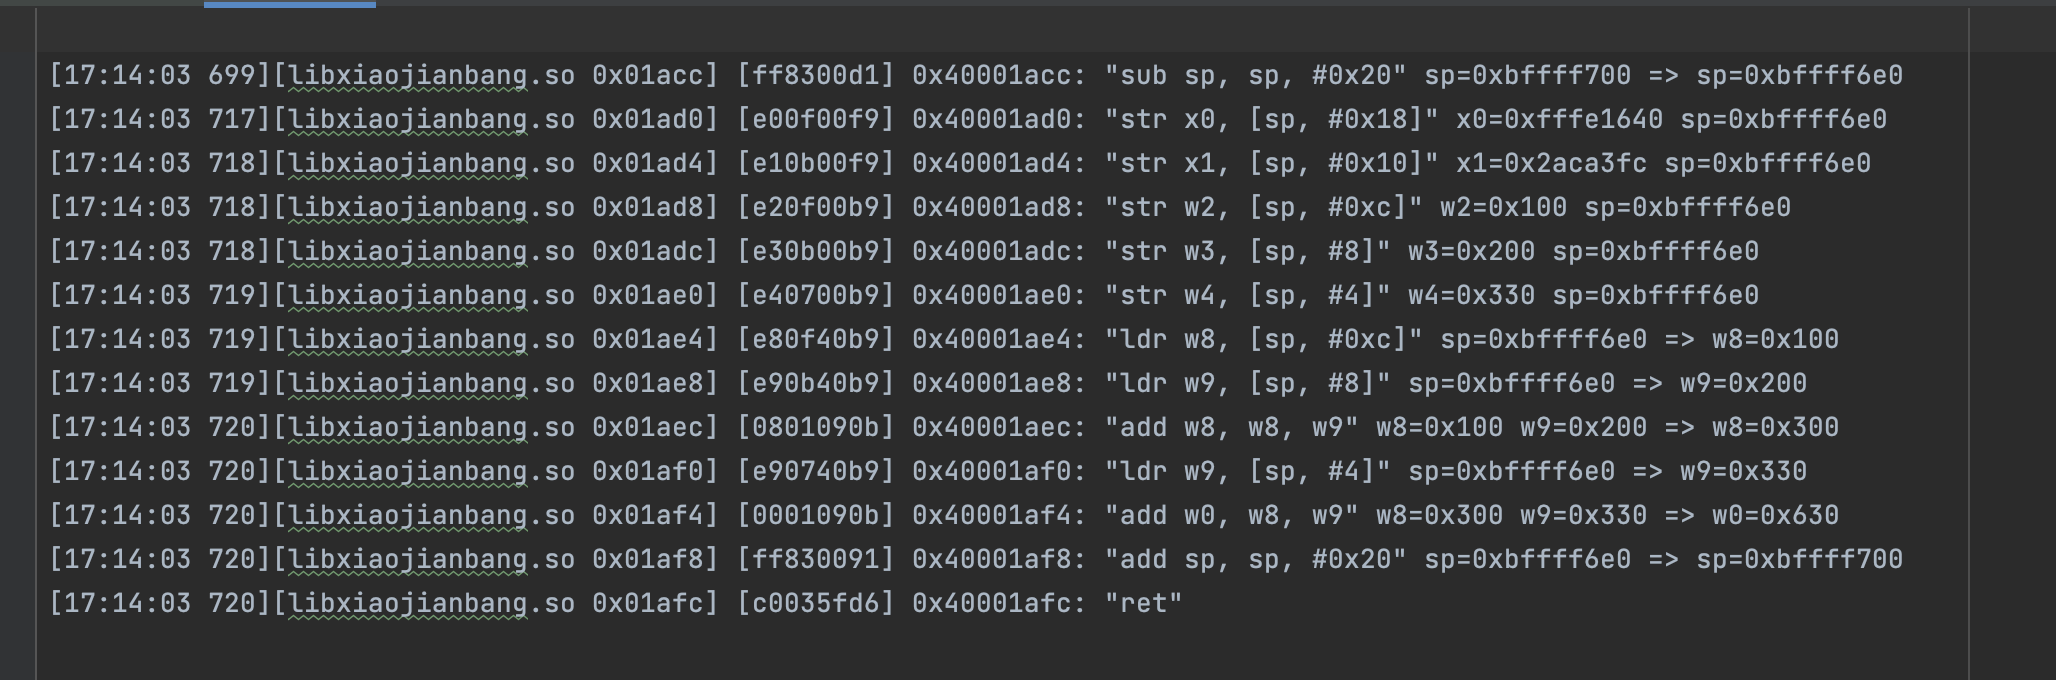 [17:14:03 699][libxiaojianbang.so 0x01acc] [ff8300d1] 0x40001acc: "sub sp, sp, #0x20" sp=0xbffff700 => sp=0xbffff6e0
[17:14:03 717][libxiaojianbang.so 0x01ad0] [e00f00f9] 0x40001ad0: "str x0, [sp, #0x18]" x0=0xfffe1640 sp=0xbffff6e0
[17:14:03 718][libxiaojianbang.so 0x01ad4] [e10b00f9] 0x40001ad4: "str x1, [sp, #0x10]" x1=0x2aca3fc sp=0xbffff6e0
[17:14:03 718][libxiaojianbang.so 0x01ad8] [e20f00b9] 0x40001ad8: "str w2, [sp, #0xc]" w2=0x100 sp=0xbffff6e0
[17:14:03 718][libxiaojianbang.so 0x01adc] [e30b00b9] 0x40001adc: "str w3, [sp, #8]" w3=0x200 sp=0xbffff6e0
[17:14:03 719][libxiaojianbang.so 0x01ae0] [e40700b9] 0x40001ae0: "str w4, [sp, #4]" w4=0x330 sp=0xbffff6e0
[17:14:03 719][libxiaojianbang.so 0x01ae4] [e80f40b9] 0x40001ae4: "ldr w8, [sp, #0xc]" sp=0xbffff6e0 => w8=0x100
[17:14:03 719][libxiaojianbang.so 0x01ae8] [e90b40b9] 0x40001ae8: "ldr w9, [sp, #8]" sp=0xbffff6e0 => w9=0x200
[17:14:03 720][libxiaojianbang.so 0x01aec] [0801090b] 0x40001aec: "add w8, w8, w9" w8=0x100 w9=0x200 => w8=0x300
[17:14:03 720][libxiaojianbang.so 0x01af0] [e90740b9] 0x40001af0: "ldr w9, [sp, #4]" sp=0xbffff6e0 => w9=0x330
[17:14:03 720][libxiaojianbang.so 0x01af4] [0001090b] 0x40001af4: "add w0, w8, w9" w8=0x300 w9=0x330 => w0=0x630
[17:14:03 720][libxiaojianbang.so 0x01af8] [ff830091] 0x40001af8: "add sp, sp, #0x20" sp=0xbffff6e0 => sp=0xbffff700
[17:14:03 720][libxiaojianbang.so 0x01afc] [c0035fd6] 0x40001afc: "ret"